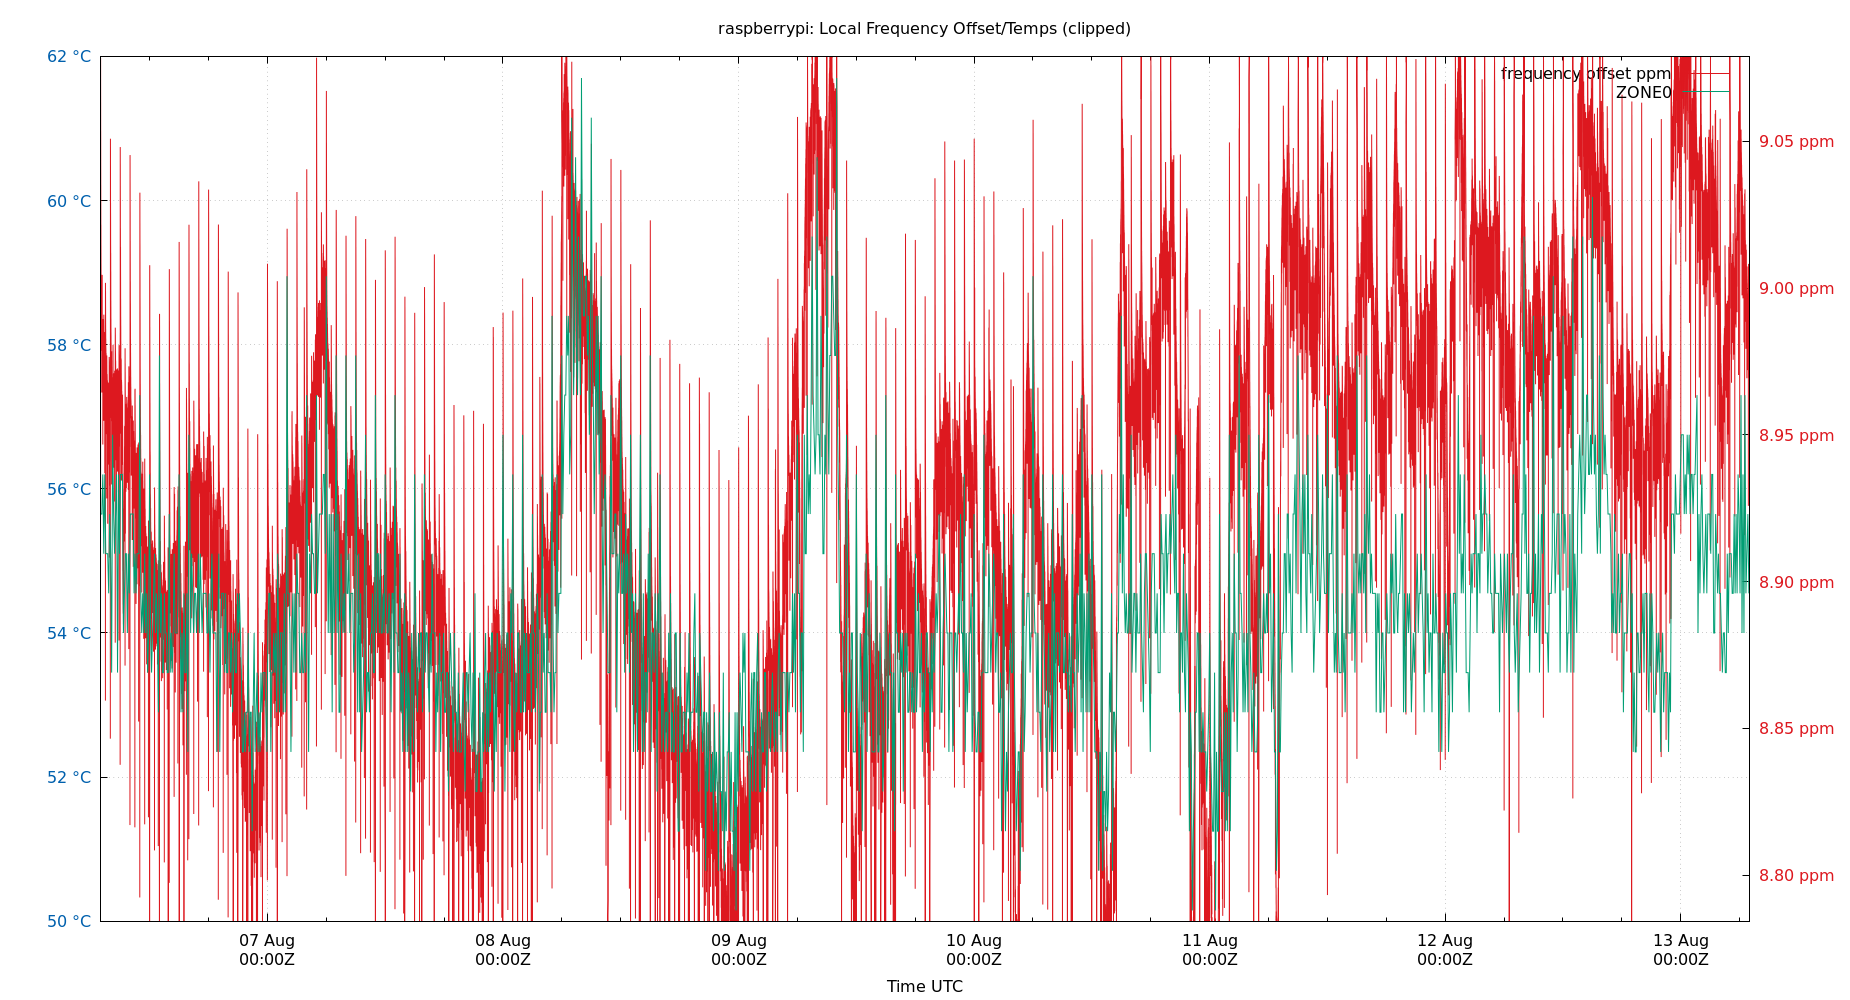 raspberrypi: Local Frequency Offset/Temps (clipped)
62 °C
60 °C
58 °C
56 °C
54 °C
52 °C
50 °C
frequency offset ppm
ZONE0
9.05 ppm
9.00 ppm
8.95 ppm
8.90 ppm
8.85 ppm
8.80 ppm
07 Aug
00:00Z
08 Aug
00:00Z
09 Aug
00:00Z
10 Aug
00:00Z
11 Aug
00:00Z
12 Aug
00:00Z
13 Aug
00:00Z
Time UTC